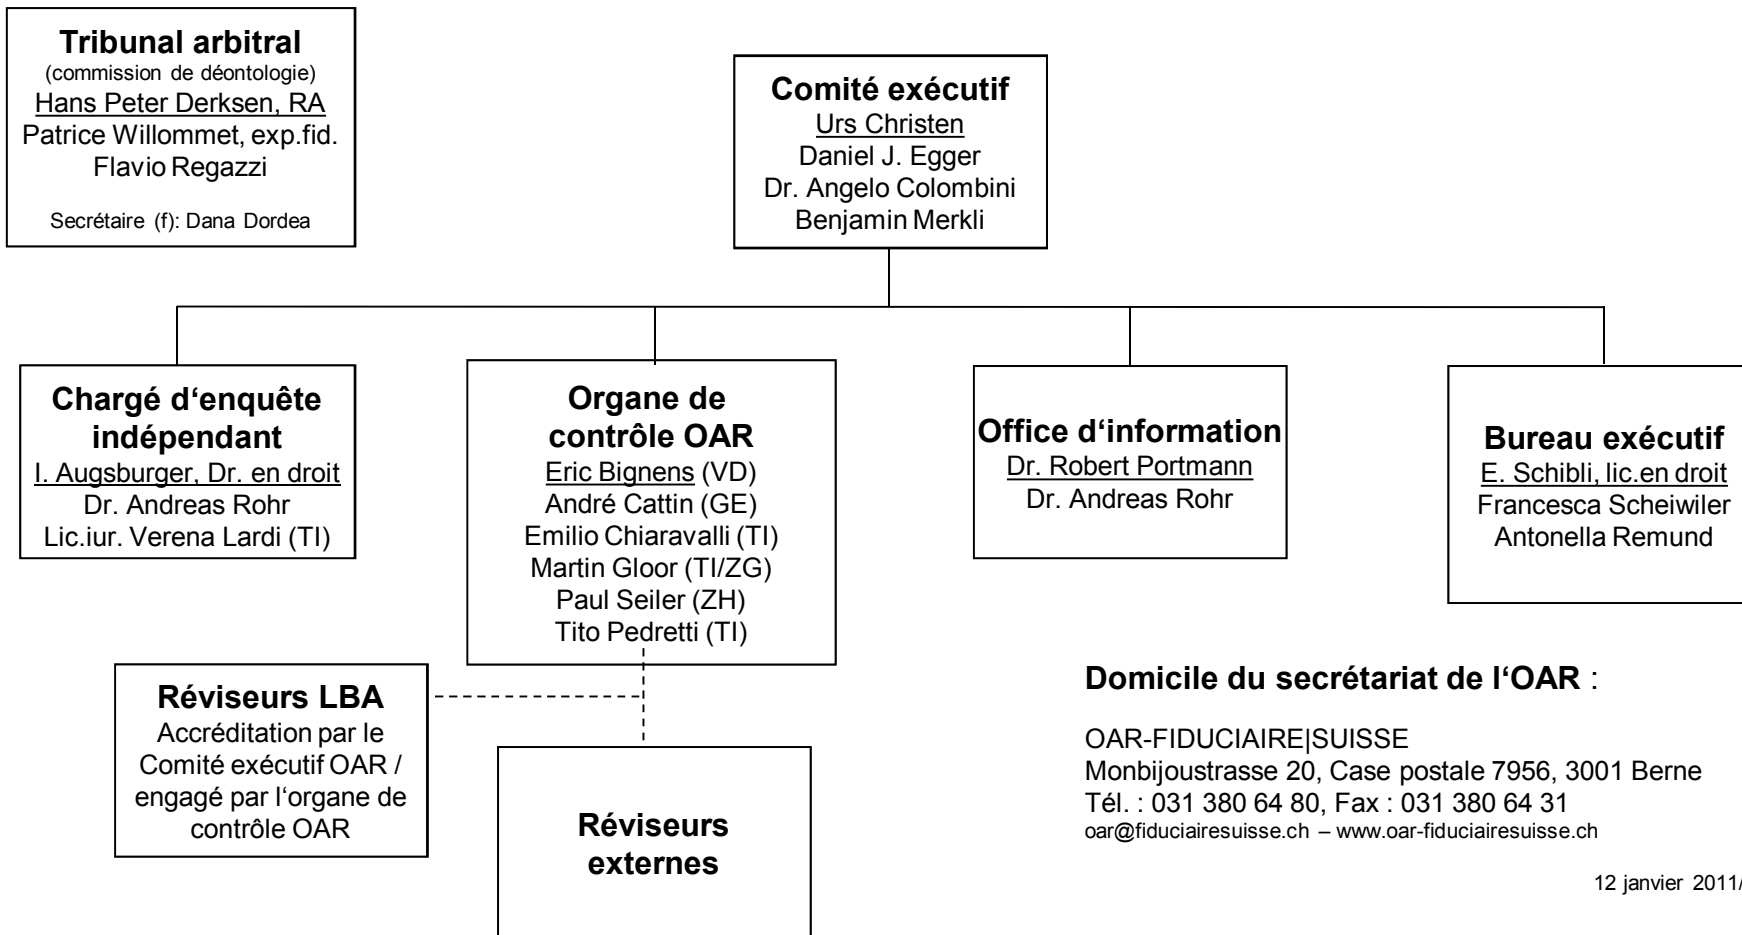 Tribunal arbitral
(commission de déontologie)
Hans Peter Derksen, RA
Patrice Willommet, exp.fid.
Flavio Regazzi
Secrétaire (f): Dana Dordea
Comité exécutif
Urs Christen
Daniel J. Egger
Dr. Angelo Colombini
Benjamin Merkli
Chargé d‘enquête
indépendant
I. Augsburger, Dr. en droit
Dr. Andreas Rohr
Lic.iur. Verena Lardi (TI)
Organe de
contrôle OAR
Eric Bignens (VD)
André Cattin (GE)
Emilio Chiaravalli (TI)
Martin Gloor (TI/ZG)
Paul Seiler (ZH)
Tito Pedretti (TI)
Office d‘information
Dr. Robert Portmann
Dr. Andreas Rohr
Bureau exécutif
E. Schibli, lic.en droit
Francesca Scheiwiler
Antonella Remund
Réviseurs LBA
Accréditation par le
Comité exécutif OAR /
engagé par l‘organe de
contrôle OAR
Réviseurs
externes
Domicile du secrétariat de l‘OAR :
OAR-FIDUCIAIRE|SUISSE
Monbijoustrasse 20, Case postale 7956, 3001 Berne
Tél. : 031 380 64 80, Fax : 031 380 64 31
oar@fiduciairesuisse.ch – www.oar-fiduciairesuisse.ch
12 janvier 2011/